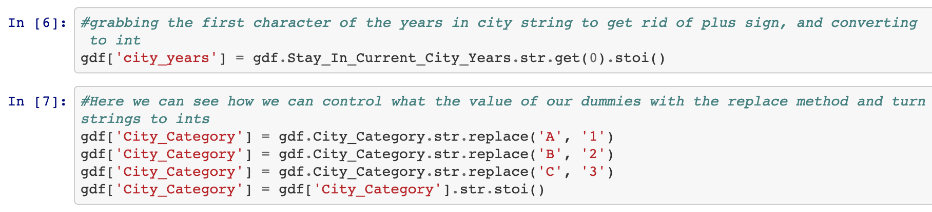 In [6]: #grabbing the first character of the years in city string to get rid of plus sign, and converting
to int
gdf['city_years'] = gdf.Stay_In_Current_City_Years.str.get(0).stoi()
In [7]: #Here we can see how we can control what the value of our dummies with the replace method and turn
strings to ints
gdf['City_Category'] = gdf.City_Category.str.replace('A', '1')
gdf['City_Category'] = gdf.City_Category.str.replace('B', '2')
gdf['City_Category'] = gdf.City_Category.str.replace('C', '3')
gdf['City_Category'] = gdf['City_Category'].str.stoi()